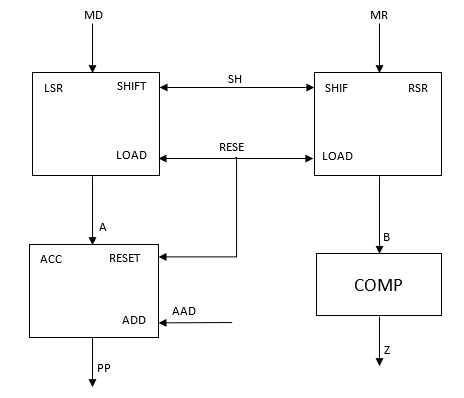 MD MR
LSR SHIFT SH SHIF RSR
LOAD RESE LOAD
A B
ACC RESET COMP
ADD AAD
PP Z